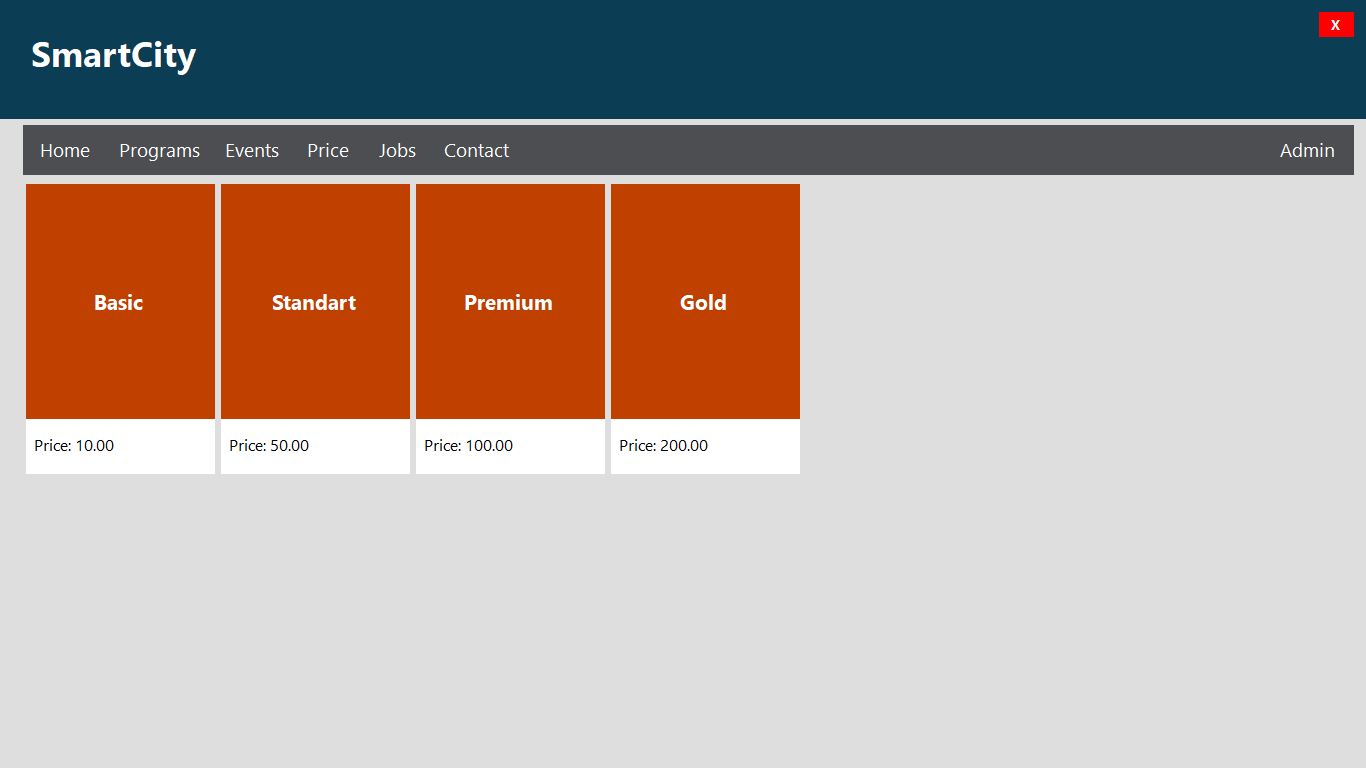 X
SmartCity
Home Programs Events Price Jobs Contact Admin
Basic Standart Premium Gold
Price: 10.00 Price: 50.00 Price: 100.00 Price: 200.00